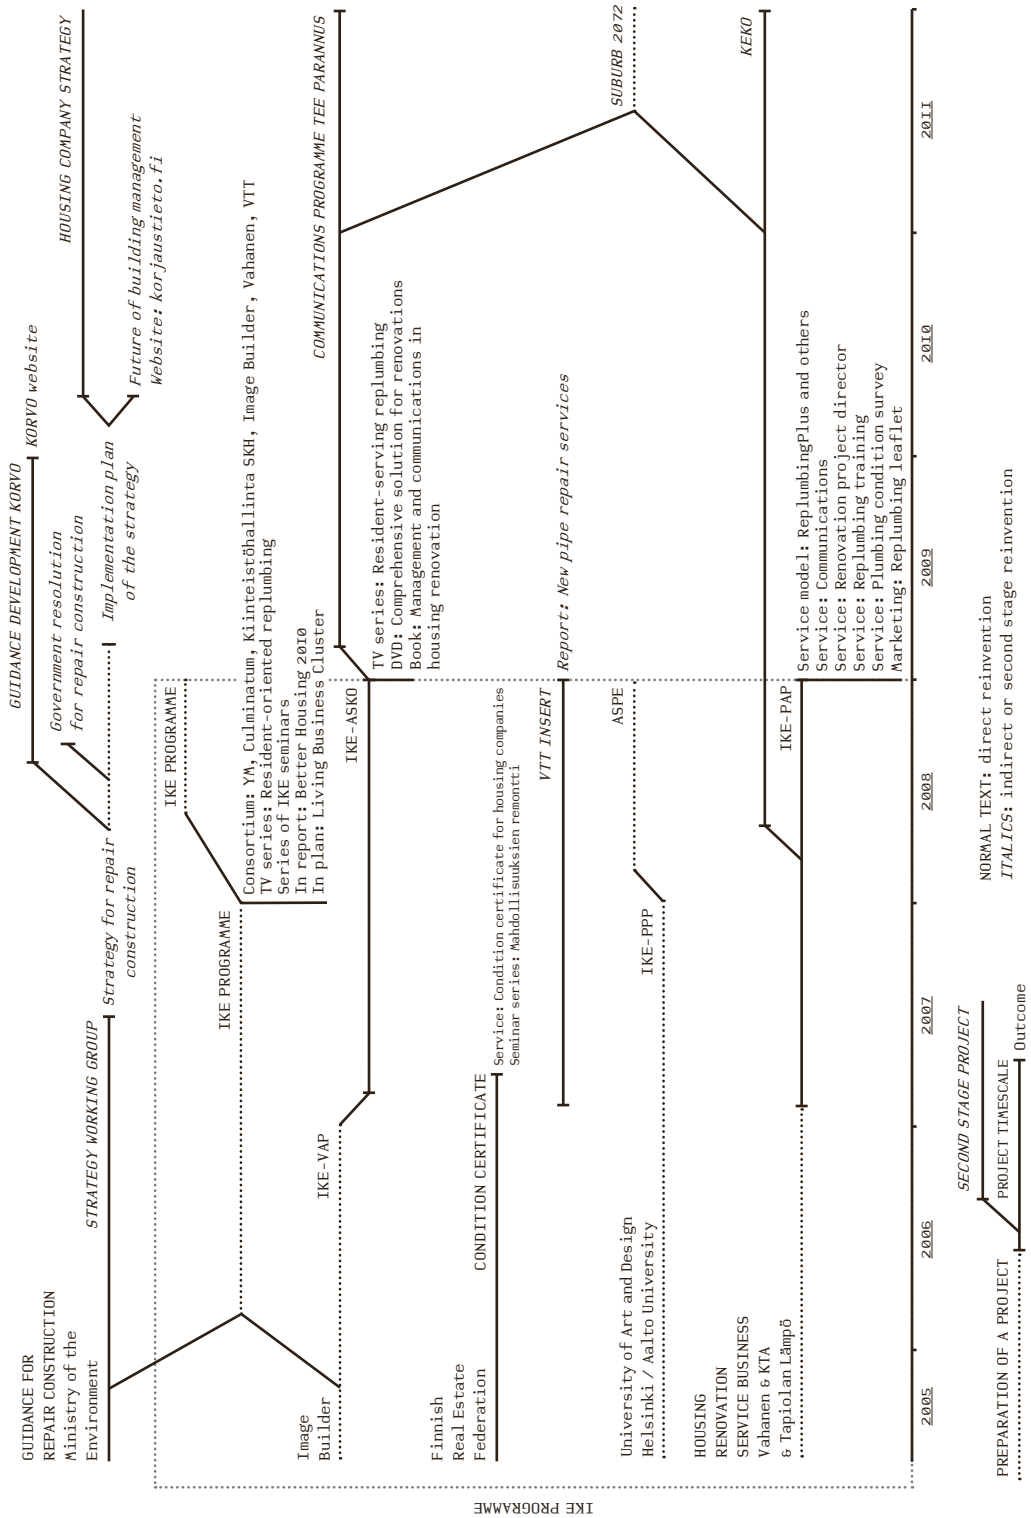 GUIDANCE FOR
REPAIR CONSTRUCTION
Ministry of the
Environment
STRATEGY WORKING GROUP
Strategy for repair
construction
GUIDANCE DEVELOPMENT KORVO
KORVO website
Government resolution
for repair construction
Implementation plan
of the strategy
HOUSING COMPANY STRATEGY
Future of building management
Website: korjaustieto.fi
IKE PROGRAMME
IKE PROGRAMME
Consortium: YM, Culminatum, Kiinteistöhallinta SKH, Image Builder, Vahanen, VTT
TV series: Resident-oriented replumbing
Series of IKE seminars
In report: Better Housing 2010
In plan: Living Business Cluster
Image
Builder
IKE-VAP
IKE-ASKO
COMMUNICATIONS PROGRAMME TEE PARANNUS
TV series: Resident-serving replumbing
DVD: Comprehensive solution for renovations
Book: Management and communications in
housing renovation
Finnish
Real Estate
Federation
CONDITION CERTIFICATE
Service: Condition certificate for housing companies
Seminar series: Mahdollisuuksien remontti
VTT INSERT
Report: New pipe repair services
University of Art and Design
Helsinki / Aalto University
IKE-PPP
ASPE
SUBURB 2072
HOUSING
RENOVATION
SERVICE BUSINESS
Vahanen & KTA
& Tapiolan Lämpö
IKE-PAP
KEKO
Service model: ReplumbingPlus and others
Service: Communications
Service: Renovation project director
Service: Replumbing training
Service: Plumbing condition survey
Marketing: Replumbing leaflet
2005
2006
2007
2008
2009
2010
2011
IKE PROGRAMME
PREPARATION OF A PROJECT
SECOND STAGE PROJECT
PROJECT TIMESCALE
Outcome
NORMAL TEXT: direct reinvention
ITALICS: indirect or second stage reinvention